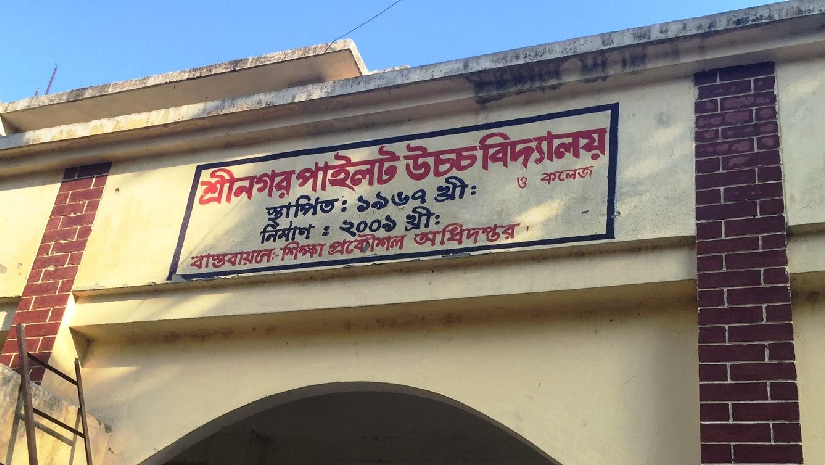 শ্রীনগর পাইলট উচ্চ বিদ্যালয়
ও কলেজ
স্থাপিত: ১৯৬৭ খ্রী:
নির্মাণ : ২০০১ খ্রী:
বাস্তবায়নে:- শিক্ষা প্রকৌশল অধিদপ্তর